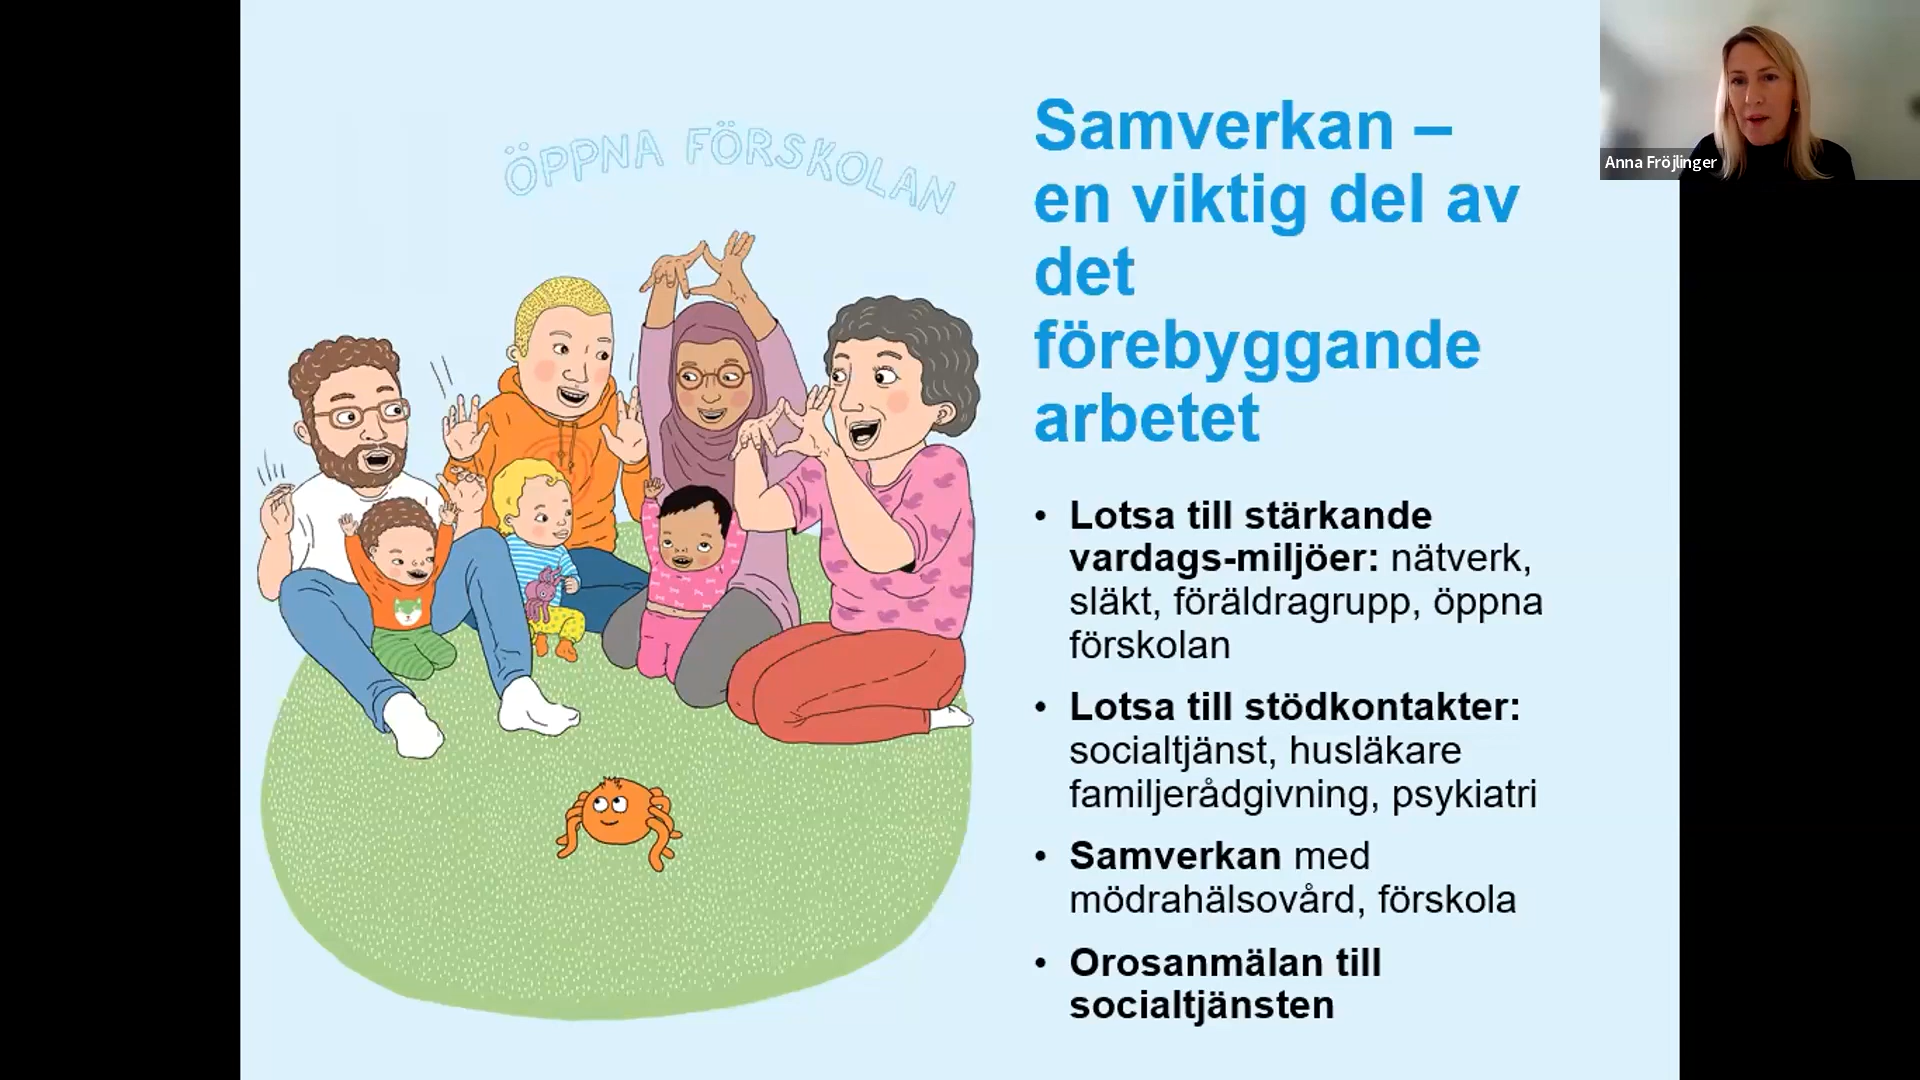 ÖPPNA FÖRSKOLAN
Samverkan –
en viktig del av
det
förebyggande
arbetet
• Lotsa till stärkande
vardags-miljöer: nätverk,
släkt, föräldragrupp, öppna
förskolan
• Lotsa till stödkontakter:
socialtjänst, husläkare
familjerådgivning, psykiatri
• Samverkan med
mödrahälsovård, förskola
• Orosanmälan till
socialtjänsten
Anna Fröjlinger